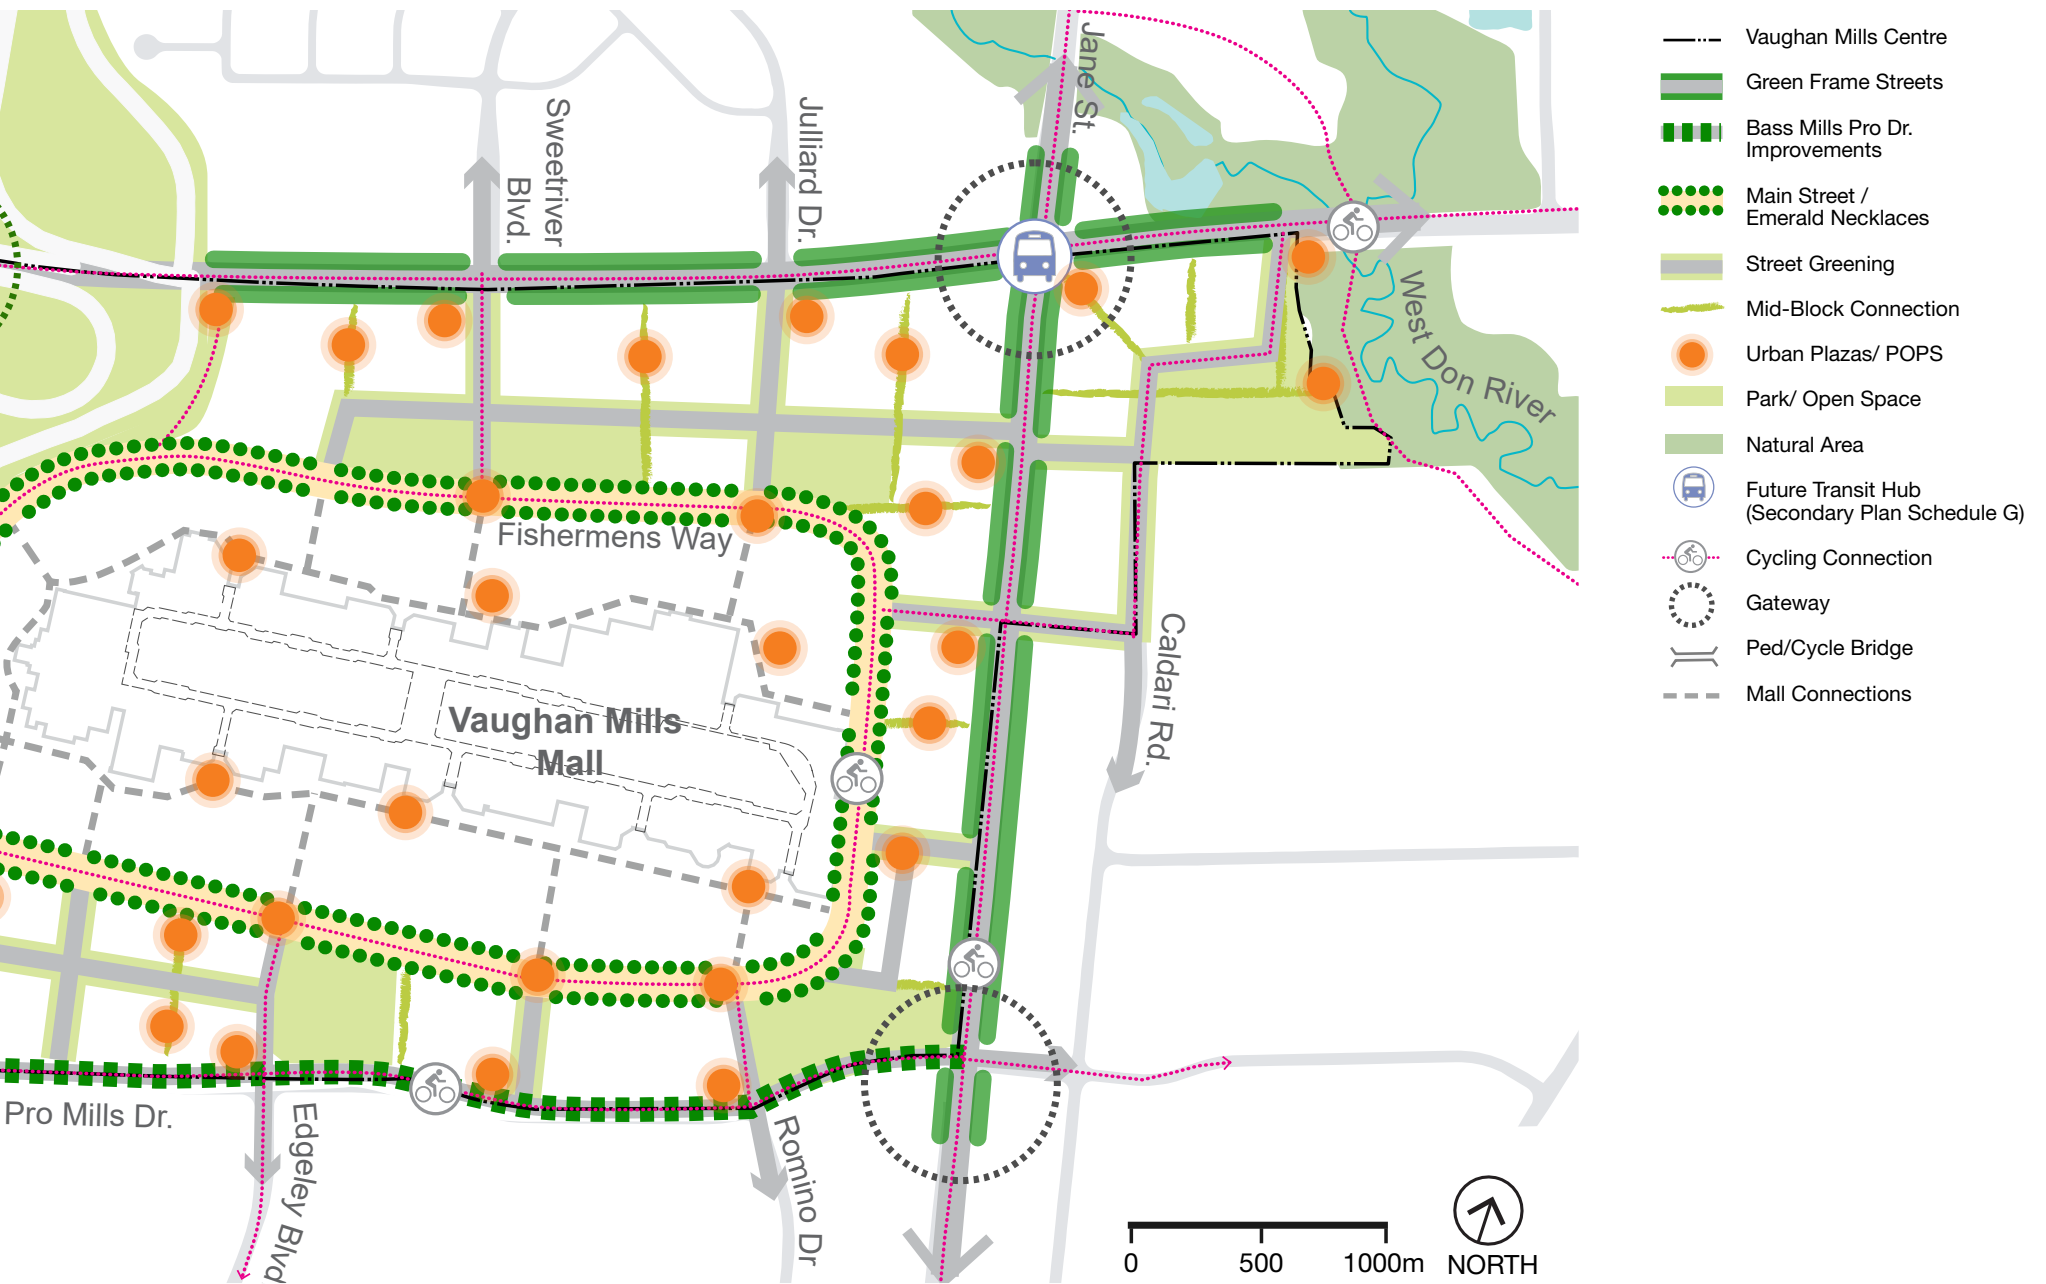 Jane St.
Sweetriver
Blvd.
Julliard Dr.
West Don River
Fishermens Way
Vaughan Mills
Mall
Caldari Rd.
Pro Mills Dr.
Edgeley Blvd
Romino Dr
0 500 1000m
NORTH
Vaughan Mills Centre
Green Frame Streets
Bass Mills Pro Dr.
Improvements
Main Street /
Emerald Necklaces
Street Greening
Mid-Block Connection
Urban Plazas/ POPS
Park/ Open Space
Natural Area
Future Transit Hub
(Secondary Plan Schedule G)
Cycling Connection
Gateway
Ped/Cycle Bridge
Mall Connections